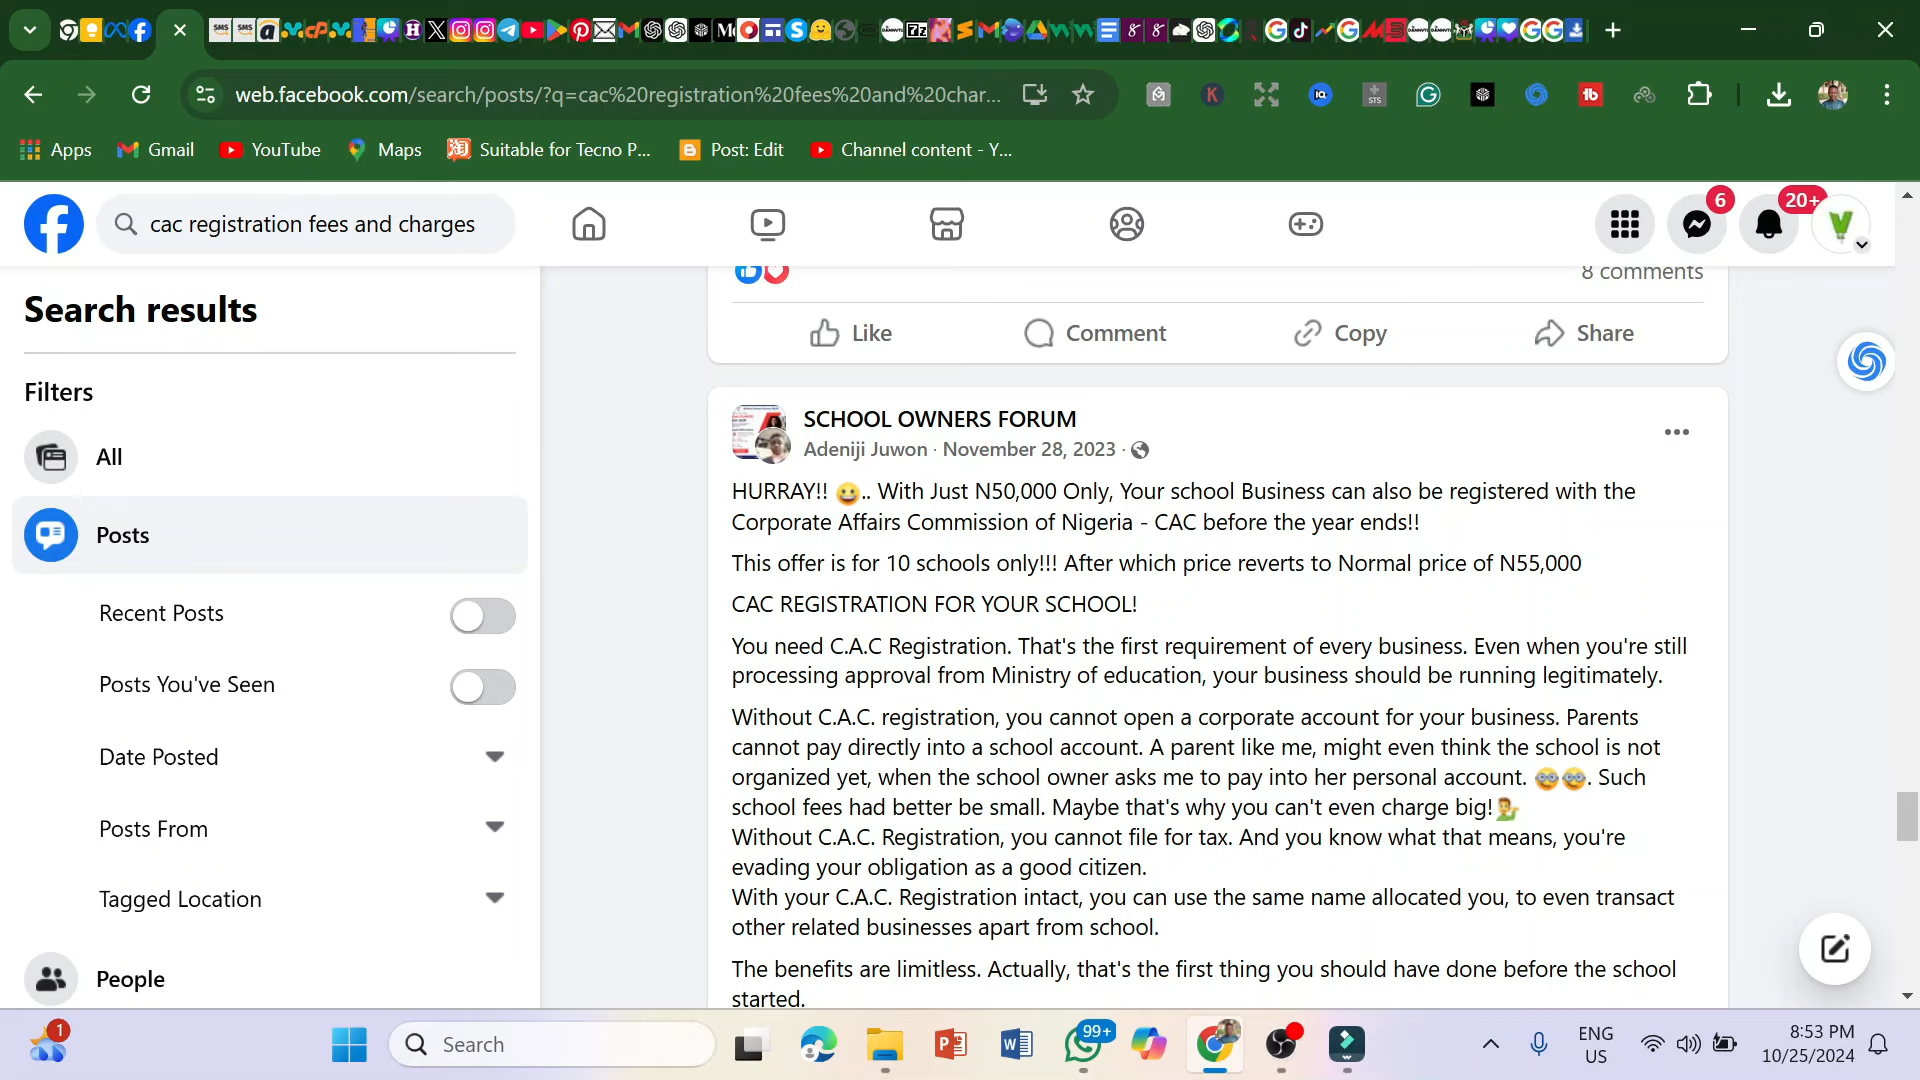 web.facebook.com/search/posts/?q=cac%20registration%20fees%20and%20char...
Apps
Gmail
YouTube
Maps
Suitable for Tecno P...
Post: Edit
Channel content - Y...
cac registration fees and charges
6
20+
Search results
Filters
All
Posts
Recent Posts
Posts You've Seen
Date Posted
Posts From
Tagged Location
People
8 comments
Like
Comment
Copy
Share
SCHOOL OWNERS FORUM
Adeniji Juwon · November 28, 2023 ·
HURRAY!! 😀.. With Just N50,000 Only, Your school Business can also be registered with the
Corporate Affairs Commission of Nigeria - CAC before the year ends!!
This offer is for 10 schools only!!! After which price reverts to Normal price of N55,000
CAC REGISTRATION FOR YOUR SCHOOL!
You need C.A.C Registration. That's the first requirement of every business. Even when you're still
processing approval from Ministry of education, your business should be running legitimately.
Without C.A.C. registration, you cannot open a corporate account for your business. Parents
cannot pay directly into a school account. A parent like me, might even think the school is not
organized yet, when the school owner asks me to pay into her personal account. 🥸🥸. Such
school fees had better be small. Maybe that's why you can't even charge big!💁‍♂️
Without C.A.C. Registration, you cannot file for tax. And you know what that means, you're
evading your obligation as a good citizen.
With your C.A.C. Registration intact, you can use the same name allocated you, to even transact
other related businesses apart from school.
The benefits are limitless. Actually, that's the first thing you should have done before the school
started.
1
Search
99+
ENG
US
8:53 PM
10/25/2024